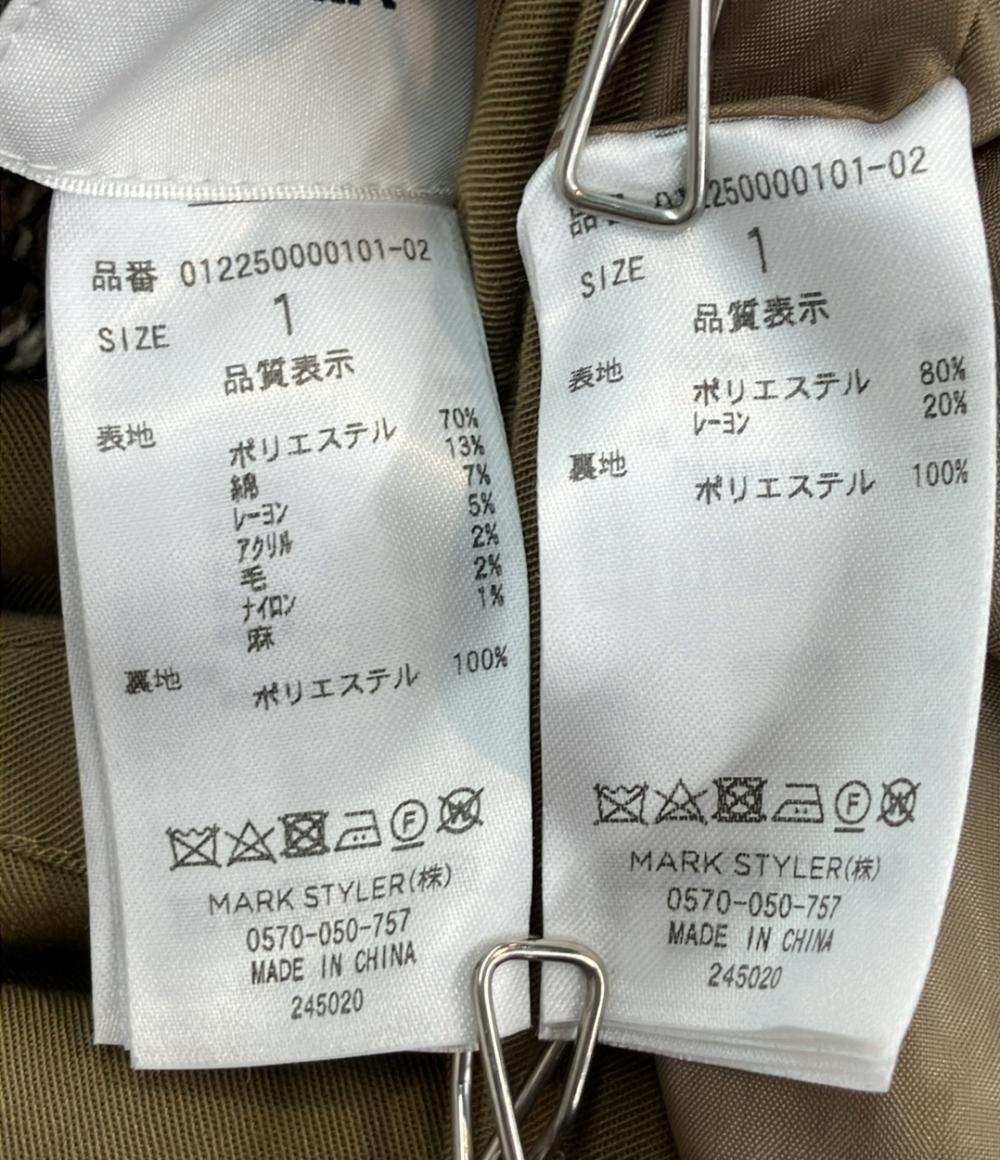 品番 012250000101-02
SIZE 1
品質表示
表地
ポリエステル 70%
綿 13%
レーヨン 7%
アクリル 5%
毛 2%
ナイロン 2%
麻 1%
裏地
ポリエステル 100%
MARK STYLER(株)
0570-050-757
MADE IN CHINA
245020
品番 012250000101-02
SIZE 1
品質表示
表地
ポリエステル 80%
レーヨン 20%
裏地
ポリエステル 100%
F
W
MARK STYLER(株)
0570-050-757
MADE IN CHINA
245020